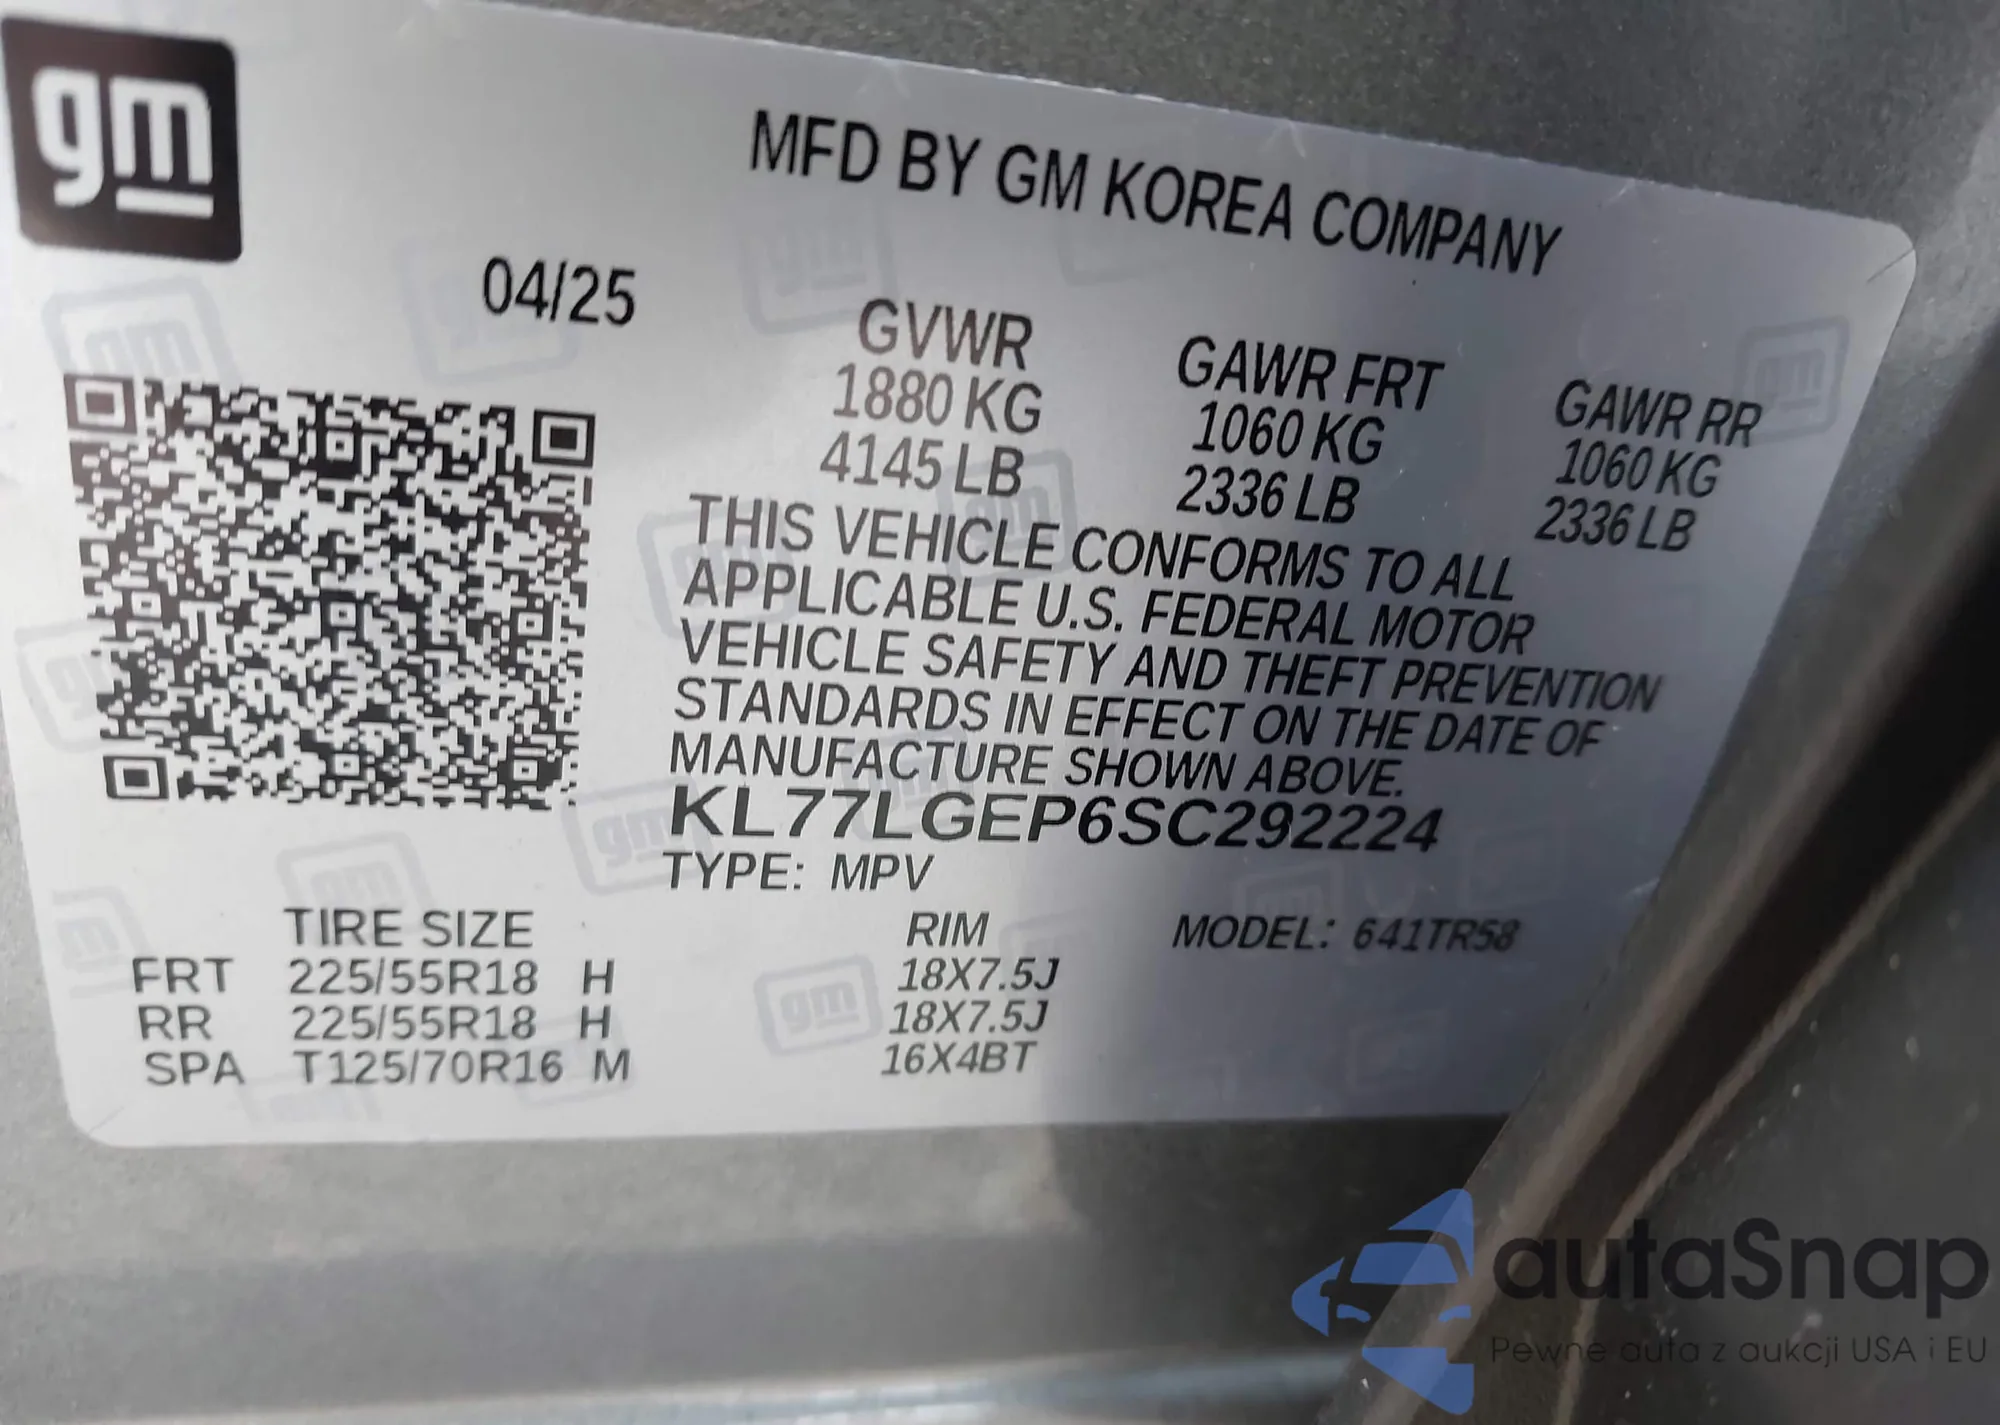 gm
MFD BY GM KOREA COMPANY
04/25
GVWR GAWR FRT GAWR RR
1880 KG 1060 KG 1060 KG
4145 LB 2336 LB 2336 LB
THIS VEHICLE CONFORMS TO ALL
APPLICABLE U.S. FEDERAL MOTOR
VEHICLE SAFETY AND THEFT PREVENTION
STANDARDS IN EFFECT ON THE DATE OF
MANUFACTURE SHOWN ABOVE.
KL77LGEP6SC292224
TYPE: MPV
TIRE SIZE RIM MODEL: 641TR58
FRT 225/55R18 H 18X7.5J
RR 225/55R18 H 18X7.5J
SPA T125/70R16 M 16X4BT
autaSnap
Pewne auta z aukcji USA i EU